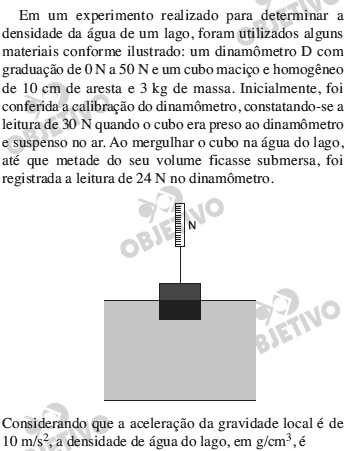 Em um experimento realizado para determinar a
densidade da água de um lago, foram utilizados alguns
materiais conforme ilustrado: um dinamômetro D com
graduação de 0 N a 50 N e um cubo maciço e homogêneo
de 10 cm de aresta e 3 kg de massa. Inicialmente, foi
conferida a calibração do dinamômetro, constatando-se a
leitura de 30 N quando o cubo era preso ao dinamômetro
e suspenso no ar. Ao mergulhar o cubo na água do lago,
até que metade do seu volume ficasse submersa, foi
registrada a leitura de 24 N no dinamômetro.
N
OBJETIVO
OBJETIVO
Considerando que a aceleração da gravidade local é de
10 m/s², a densidade de água do lago, em g/cm³, é